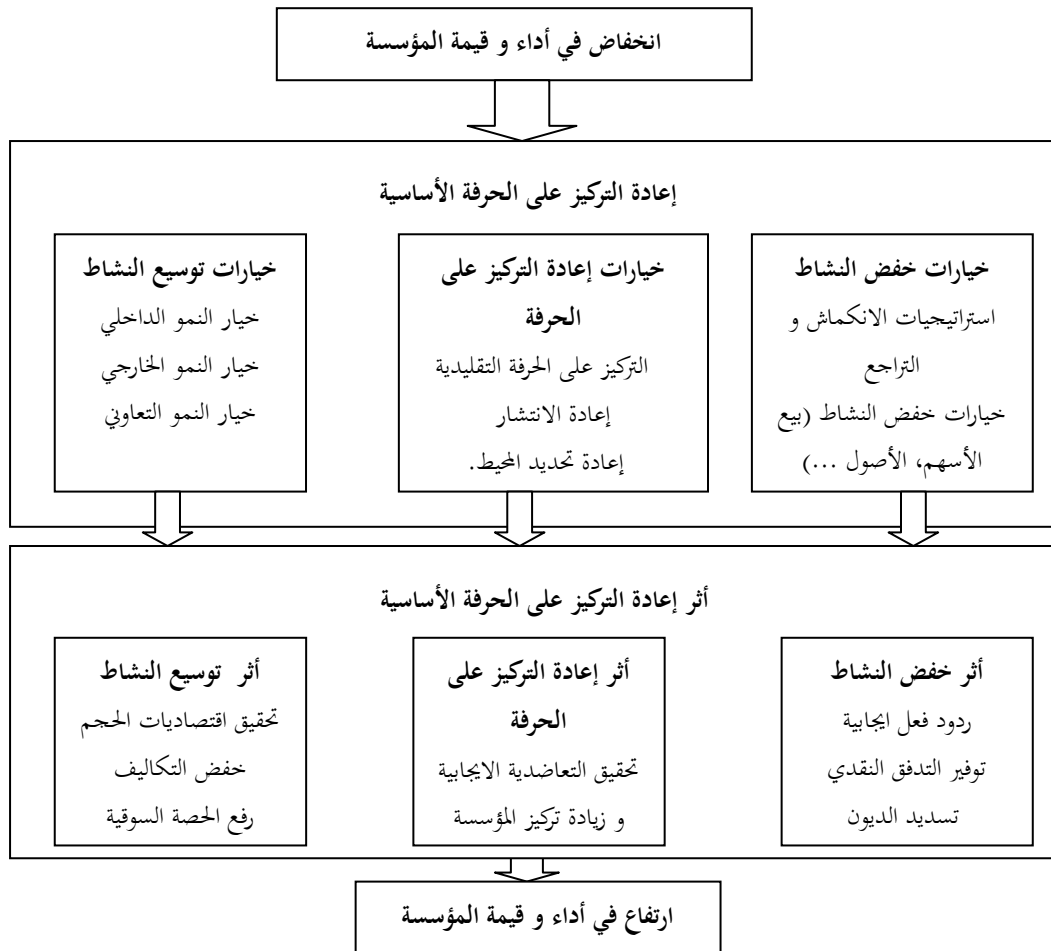 انخفاض في أداء و قيمة المؤسسة
إعادة التركيز على الحرفة الأساسية
خيارات خفض النشاط
استراتيجيات الانكماش و
التراجع
خيارات خفض النشاط (بيع
الأسهم، الأصول ...)
خيارات إعادة التركيز على
الحرفة
التركيز على الحرفة التقليدية
إعادة الانتشار
إعادة تحديد المحيط.
خيارات توسيع النشاط
خيار النمو الداخلي
خيار النمو الخارجي
خيار النمو التعاوني
أثر إعادة التركيز على الحرفة الأساسية
أثر خفض النشاط
ردود فعل ايجابية
توفير التدفق النقدي
تسديد الديون
أثر إعادة التركيز على
الحرفة
تحقيق التعاضدية الايجابية
و زيادة تركيز المؤسسة
أثر توسيع النشاط
تحقيق اقتصاديات الحجم
خفض التكاليف
رفع الحصة السوقية
ارتفاع في أداء و قيمة المؤسسة